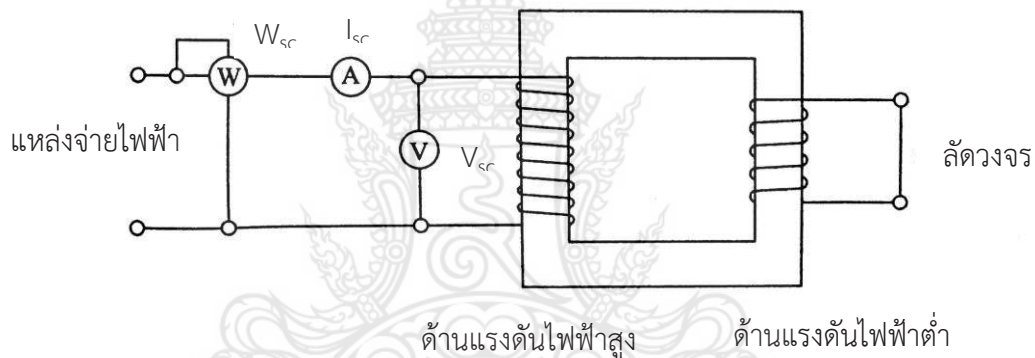 W_sc I_sc
W A
แหล่งจ่ายไฟฟ้า
V V_sc
ลัดวงจร
ด้านแรงดันไฟฟ้าสูง ด้านแรงดันไฟฟ้าต่ำ